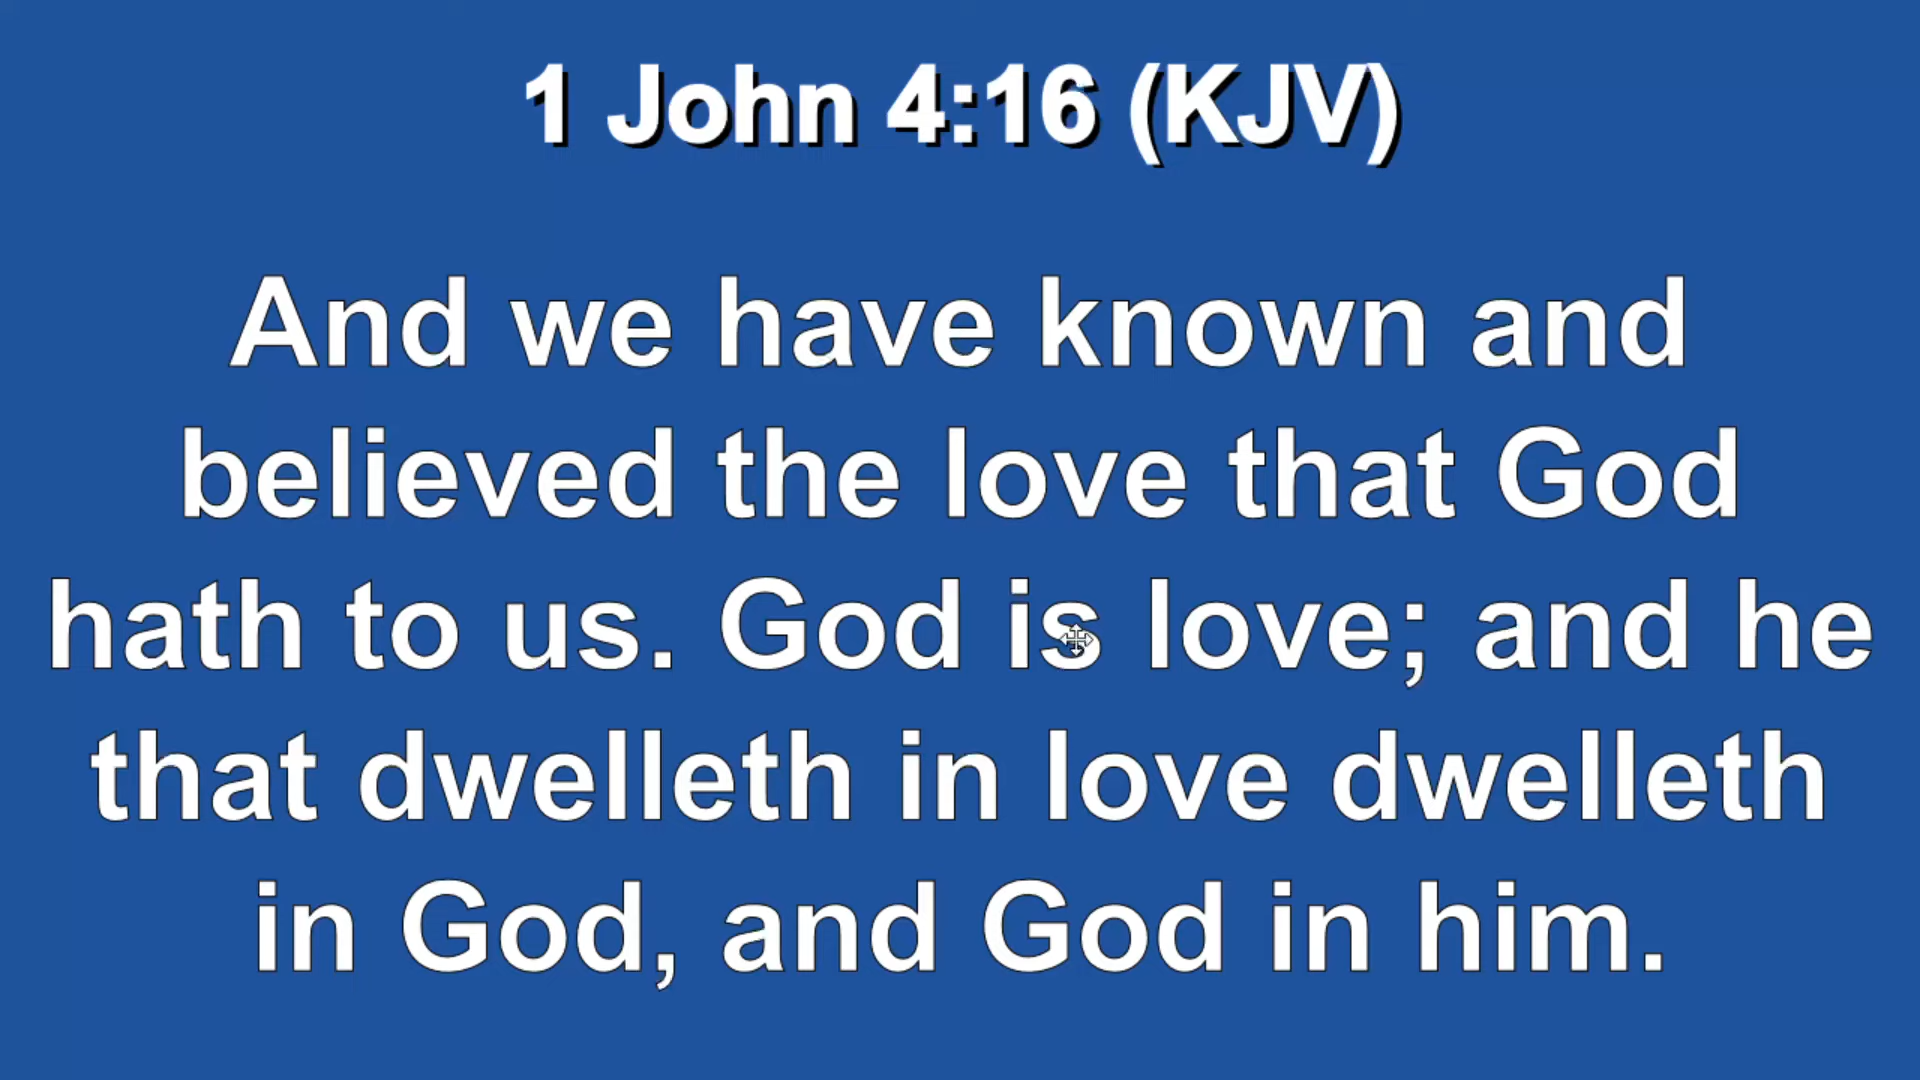 1 John 4:16 (KJV)
And we have known and
believed the love that God
hath to us. God is love; and he
that dwelleth in love dwelleth
in God, and God in him.